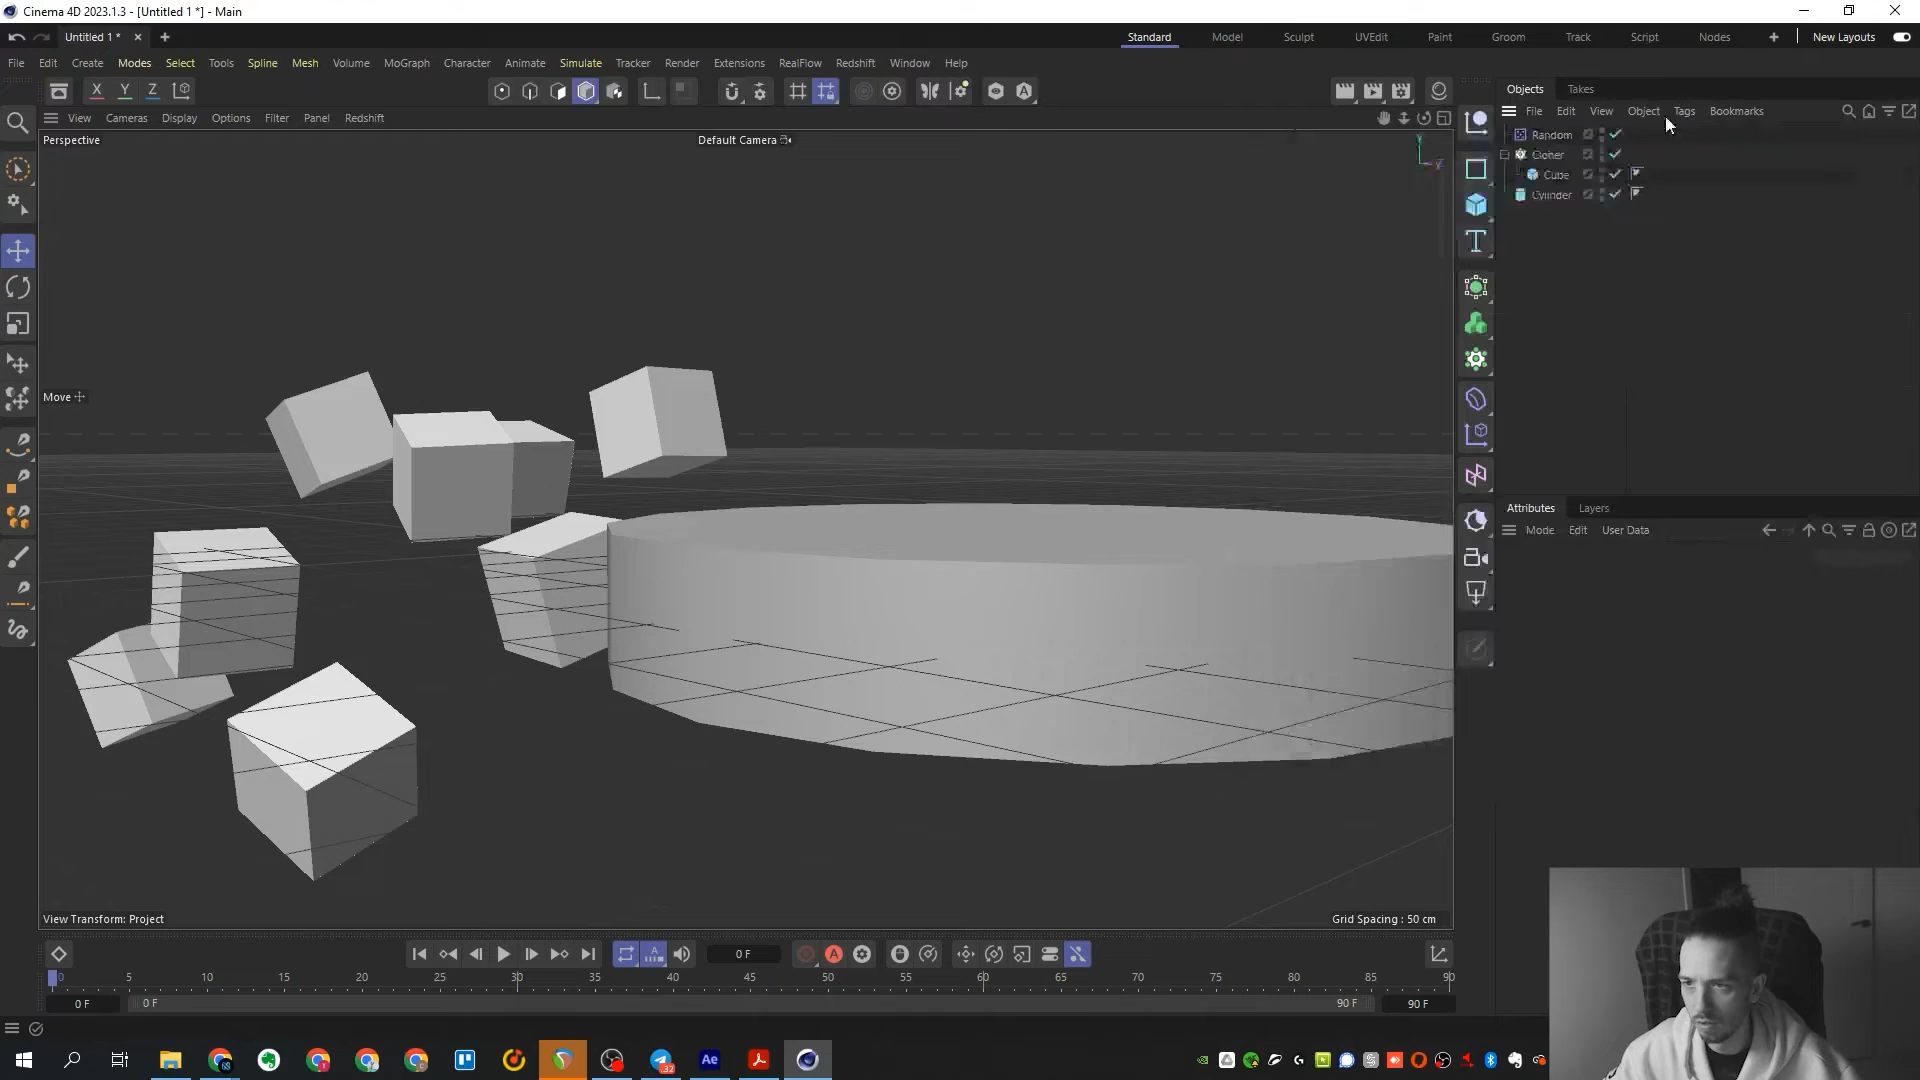 Cinema 4D 2023.1.3 - [Untitled 1 *] - Main
Untitled 1 *
Standard Model Sculpt UVEdit Paint Groom Track Script Nodes New Layouts
File Edit Create Modes Select Tools Spline Mesh Volume MoGraph Character Animate Simulate Tracker Render Extensions RealFlow Redshift Window Help
X Y Z
Objects Takes
File Edit View Object Tags Bookmarks
View Cameras Display Options Filter Panel Redshift
Perspective
Default Camera
Random
Cloner
Cube
Cylinder
Move
Attributes Layers
Mode Edit User Data
View Transform: Project
Grid Spacing : 50 cm
0 F
0 5 10 15 20 25 30 35 40 45 50 55 60 65 70 75 80 85 90
0 F 0 F 90 F 90 F
Ae
32